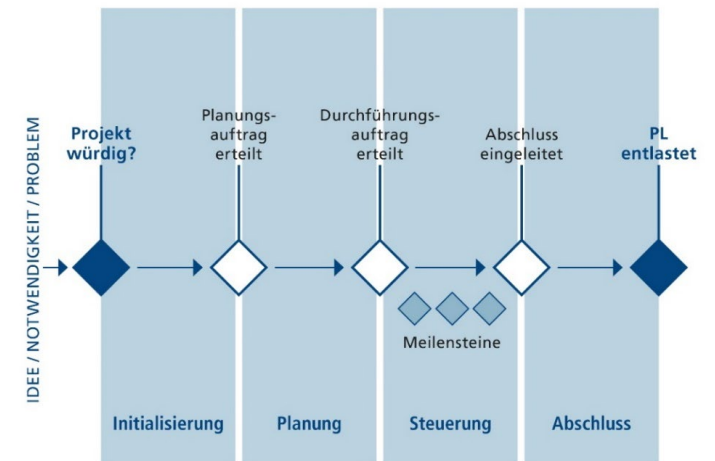 IDEE / NOTWENDIGKEIT / PROBLEM
Projekt
würdig?
Planungs-
auftrag
erteilt
Durchführungs-
auftrag
erteilt
Abschluss
eingeleitet
PL
entlastet
Meilensteine
Initialisierung
Planung
Steuerung
Abschluss